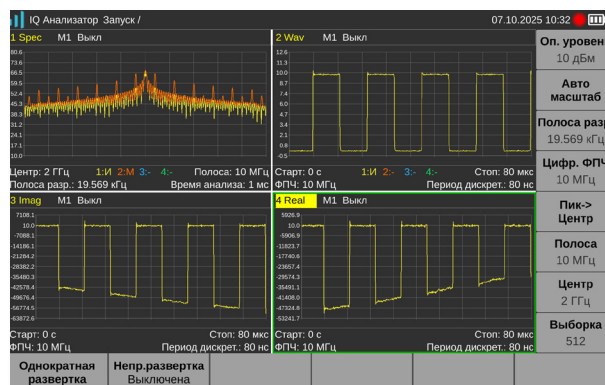 IQ Анализатор Запуск /
07.10.2025 10:32
1 Spec M1 Выкл
80.6
73.6
66.5
59.5
52.4
45.3
38.3
31.2
24.1
17.1
10.0
Центр: 2 ГГц 1:И 2:М 3:- 4:- Полоса: 10 МГц
Полоса разр.: 19.569 кГц Время анализа: 1 мс
2 Wav M1 Выкл
12.6
11.3
10.0
8.7
7.4
6.0
4.7
3.4
2.1
0.8
-0.5
Старт: 0 с 1:И 2:- 3:- 4:- Стоп: 80 мкс
ФПЧ: 10 МГц Период дискрет.: 80 нс
3 Imag M1 Выкл
7108.1
10.0
-7088.1
-14186.1
-21284.2
-28382.2
-35480.3
-42578.4
-49676.4
-56774.5
-63872.6
Старт: 0 с Стоп: 80 мкс
ФПЧ: 10 МГц Период дискрет.: 80 нс
4 Real M1 Выкл
5926.9
10.0
-5906.9
-11823.7
-17740.6
-23657.4
-29574.3
-35491.1
-41408.0
-47324.8
-53241.7
Старт: 0 с Стоп: 80 мкс
ФПЧ: 10 МГц Период дискрет.: 80 нс
Оп. уровень
10 дБм
Авто
масштаб
Полоса разр
19.569 кГц
Цифр. ФПЧ
10 МГц
Пик->
Центр
Полоса
10 МГц
Центр
2 ГГц
Выборка
512
Однократная
развертка
Непр.развертка
Выключена